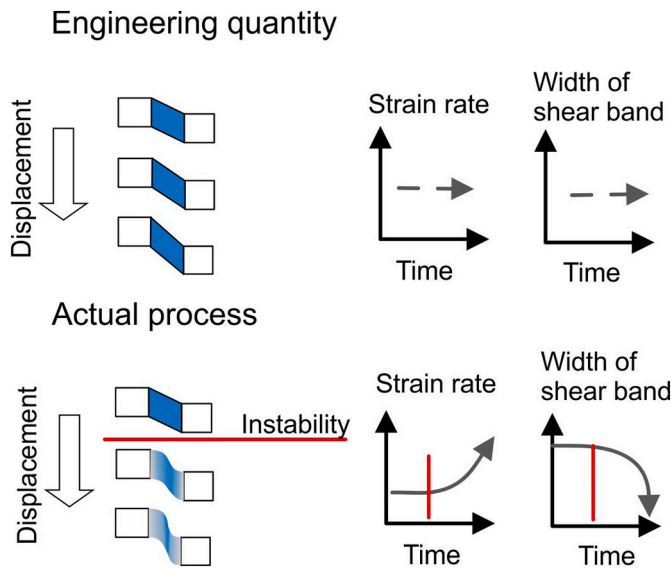 Engineering quantity
Displacement
Strain rate
Time
Width of
shear band
Time
Actual process
Displacement
Instability
Strain rate
Time
Width of
shear band
Time